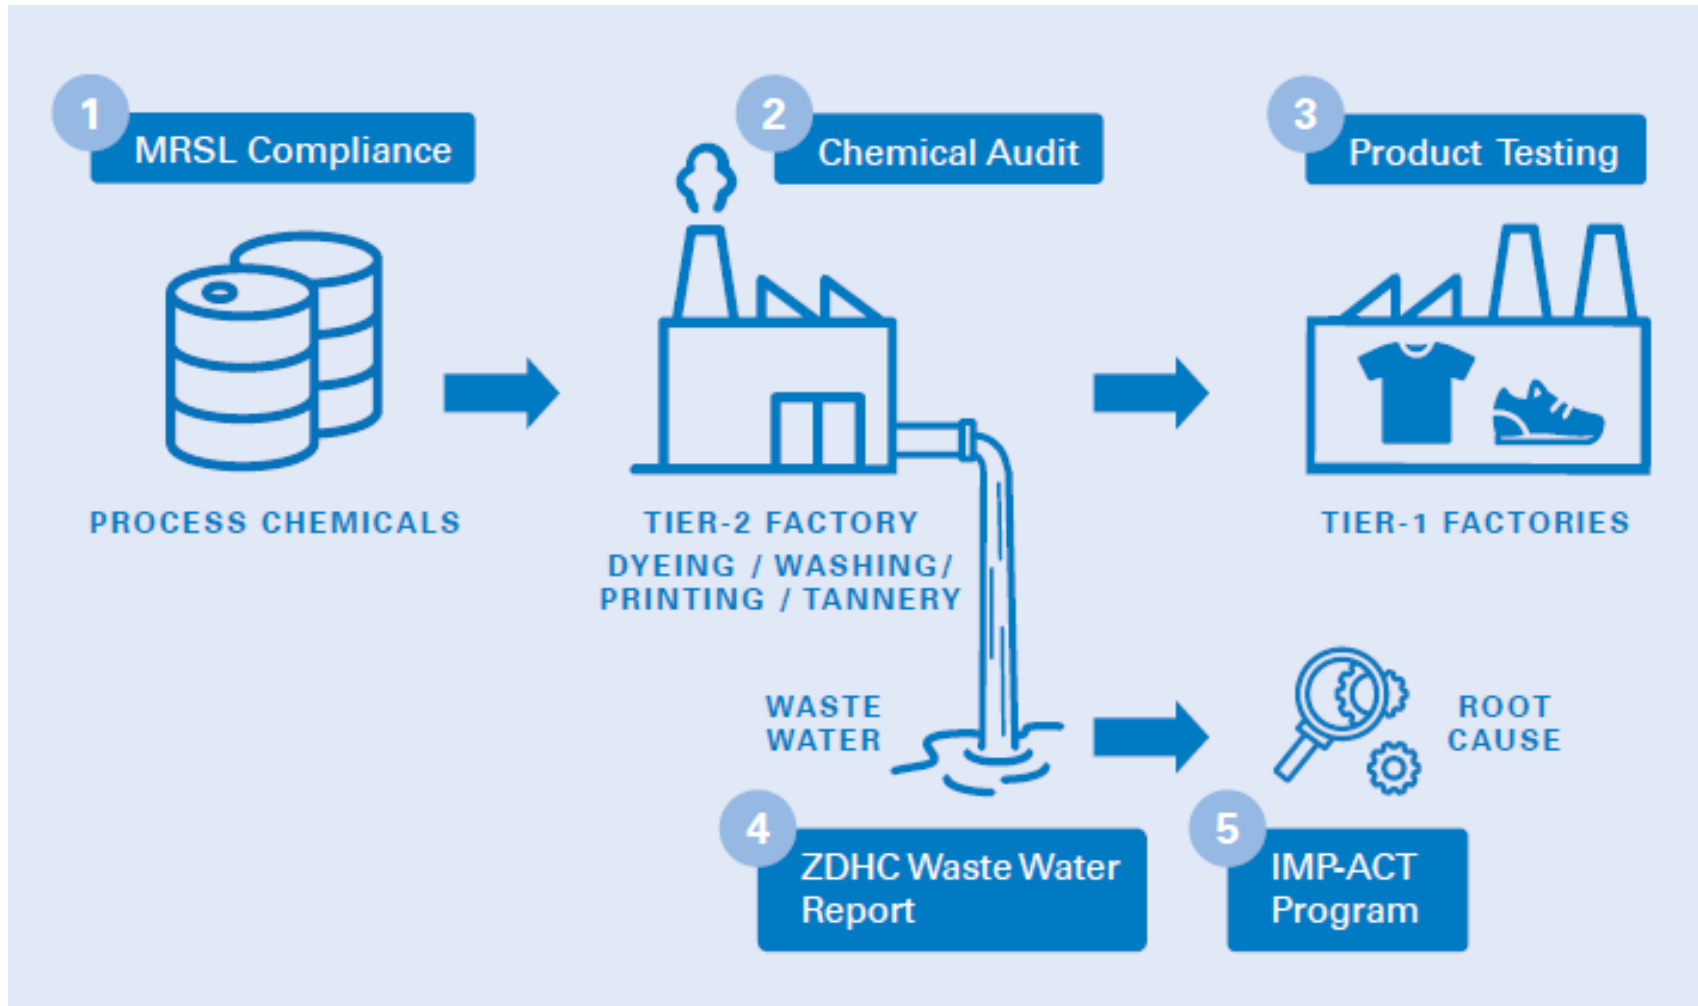 1
MRSL Compliance
2
Chemical Audit
3
Product Testing
PROCESS CHEMICALS
TIER-2 FACTORY
DYEING / WASHING/
PRINTING / TANNERY
TIER-1 FACTORIES
WASTE
WATER
ROOT
CAUSE
4
ZDHC Waste Water
Report
5
IMP-ACT
Program